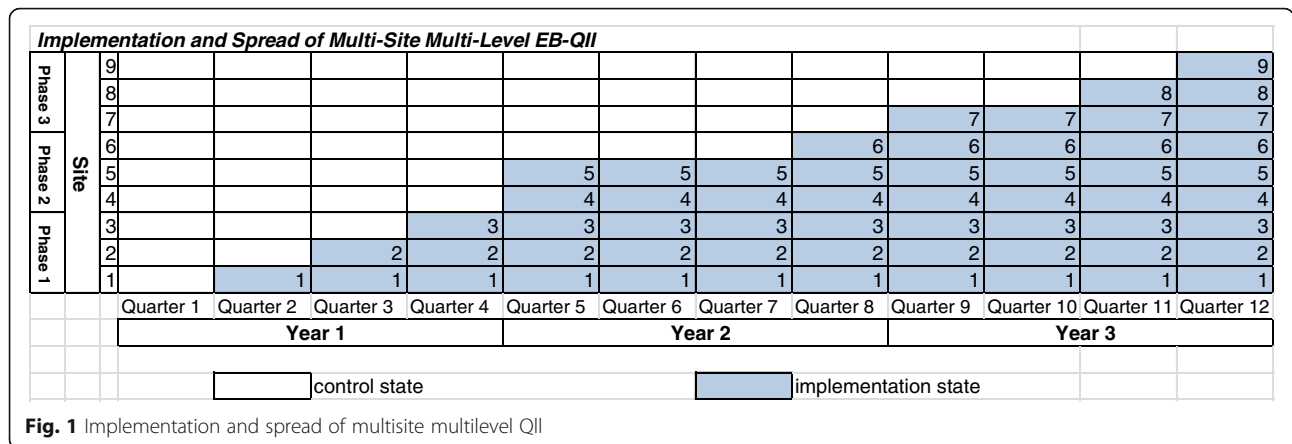 Implementation and Spread of Multi-Site Multi-Level EB-QII
Phase 3
Phase 2
Phase 1
Site
9 9
8 8 8
7 7 7 7 7
6 6 6 6 6 6
5 5 5 5 5 5 5 5 5
4 4 4 4 4 4 4 4 4
3 3 3 3 3 3 3 3 3 3
2 2 2 2 2 2 2 2 2 2 2
1 1 1 1 1 1 1 1 1 1 1 1
Quarter 1 Quarter 2 Quarter 3 Quarter 4 Quarter 5 Quarter 6 Quarter 7 Quarter 8 Quarter 9 Quarter 10 Quarter 11 Quarter 12
Year 1 Year 2 Year 3
control state implementation state
Fig. 1 Implementation and spread of multisite multilevel QII